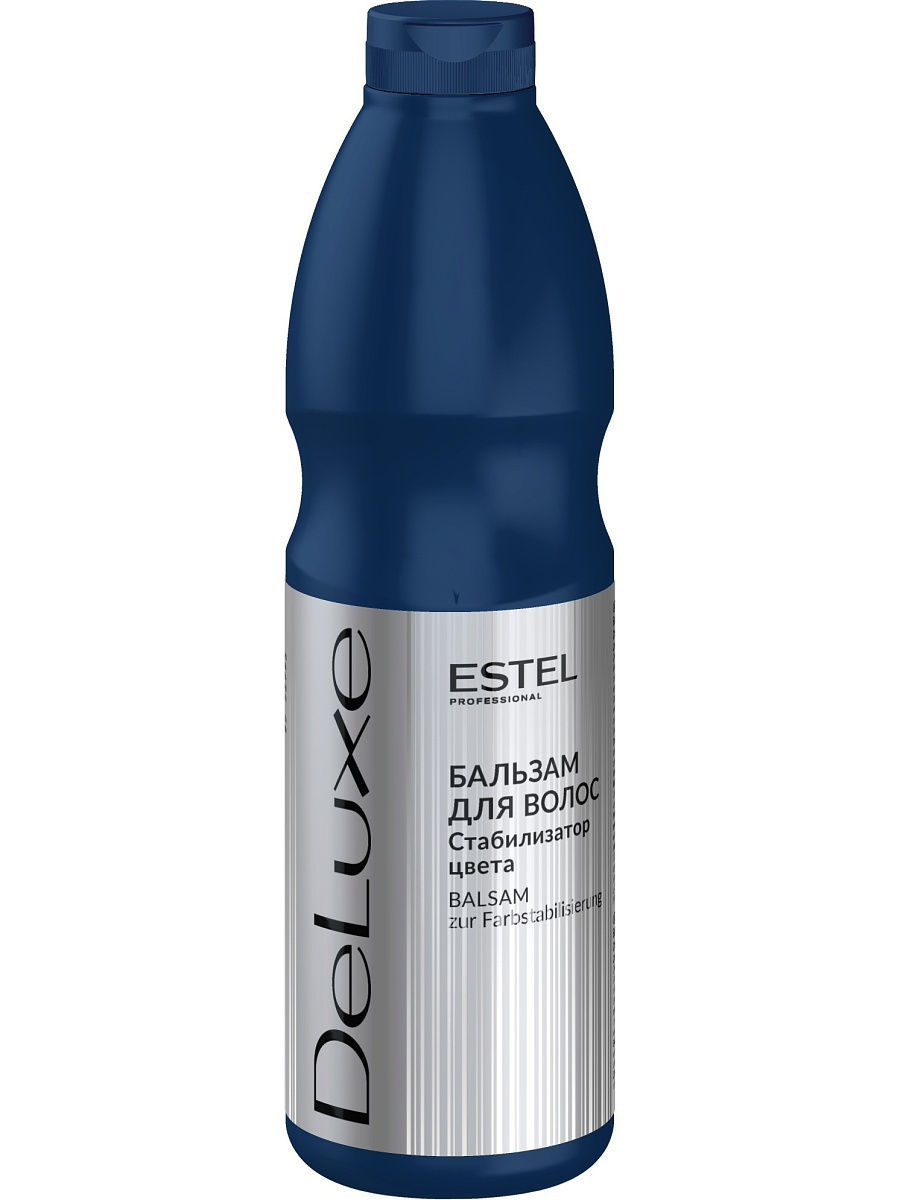 DeLuxe
ESTEL
PROFESSIONAL
БАЛЬЗАМ
ДЛЯ ВОЛОС
Стабилизатор
цвета
BALSAM
zur Farbstabilisierung